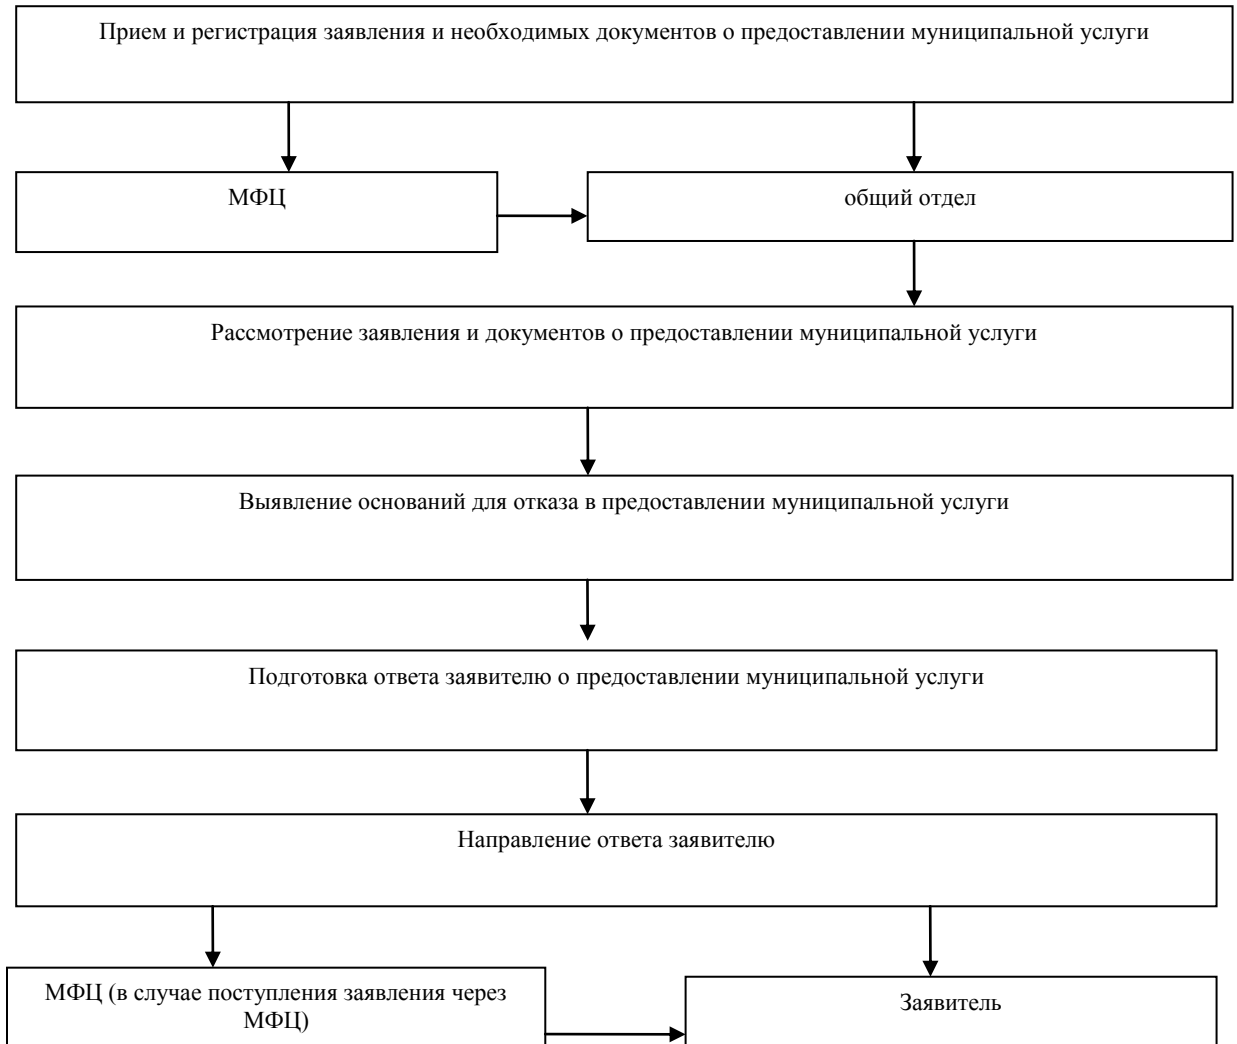 Прием и регистрация заявления и необходимых документов о предоставлении муниципальной услуги
МФЦ
общий отдел
Рассмотрение заявления и документов о предоставлении муниципальной услуги
Выявление оснований для отказа в предоставлении муниципальной услуги
Подготовка ответа заявителю о предоставлении муниципальной услуги
Направление ответа заявителю
МФЦ (в случае поступления заявления через
МФЦ)
Заявитель